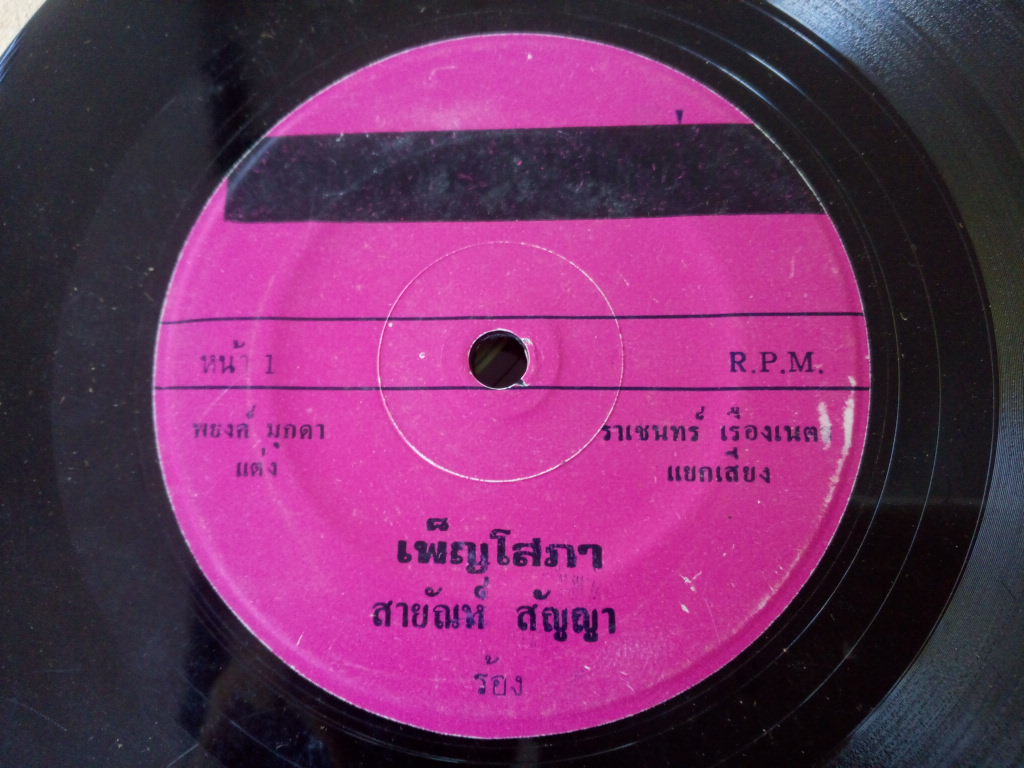 หน้า 1
R.P.M.
พยงค์ มุกดา
แต่ง
ราเชนทร์ เรืองเนตร
แยกเสียง
เพ็ญโสภา
สายัณห์ สัญญา
ร้อง